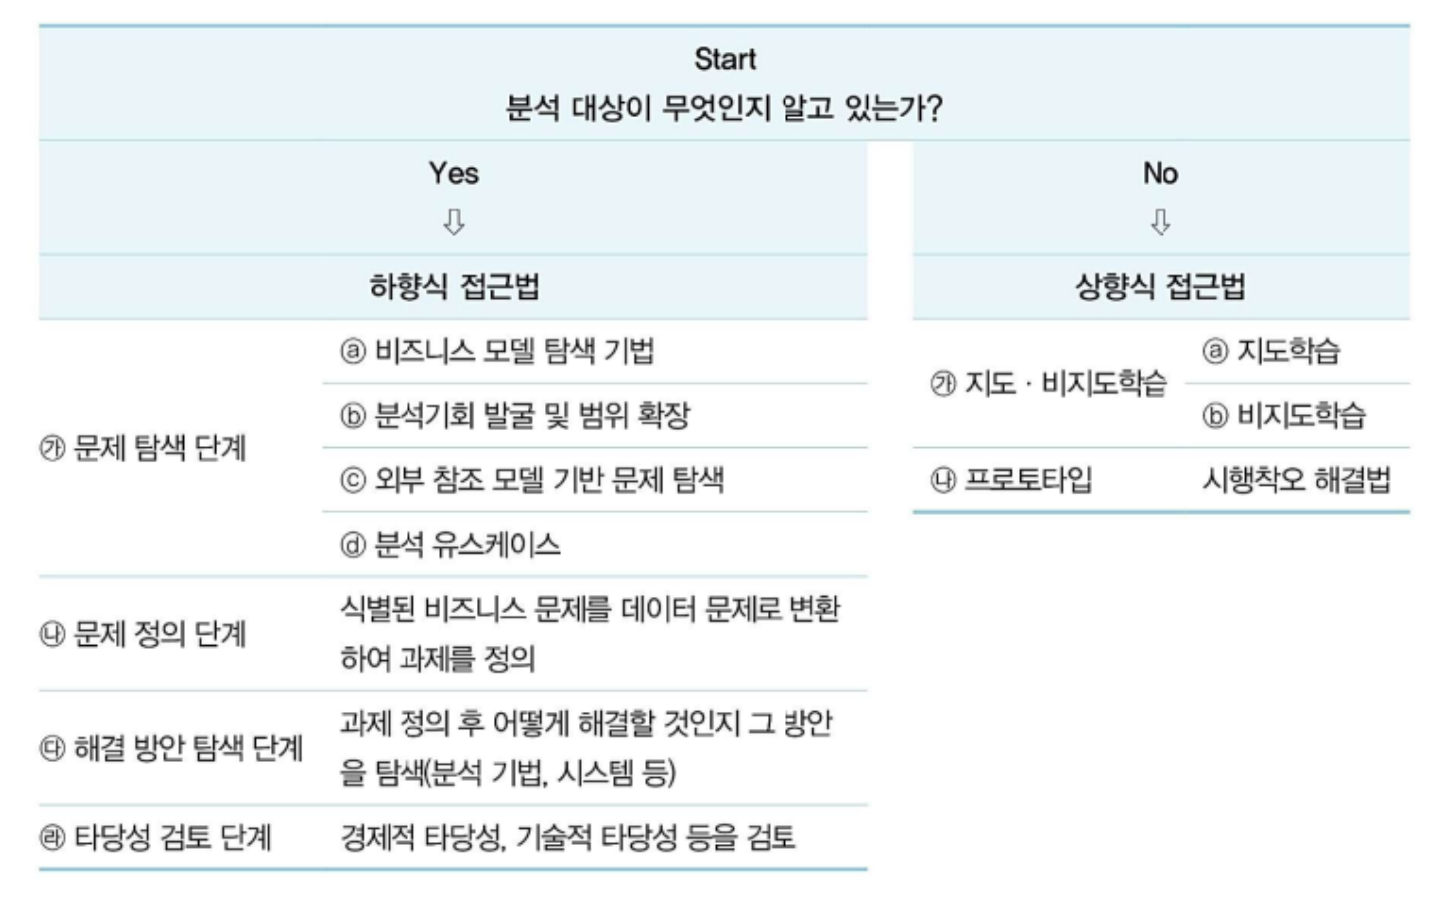 Start
분석 대상이 무엇인지 알고 있는가?
Yes
⇩
하향식 접근법
㉮ 문제 탐색 단계
ⓐ 비즈니스 모델 탐색 기법
ⓑ 분석기회 발굴 및 범위 확장
ⓒ 외부 참조 모델 기반 문제 탐색
ⓓ 분석 유스케이스
㉯ 문제 정의 단계
식별된 비즈니스 문제를 데이터 문제로 변환
하여 과제를 정의
㉰ 해결 방안 탐색 단계
과제 정의 후 어떻게 해결할 것인지 그 방안
을 탐색(분석 기법, 시스템 등)
㉱ 타당성 검토 단계
경제적 타당성, 기술적 타당성 등을 검토
No
⇩
상향식 접근법
㉮ 지도 · 비지도학습
ⓐ 지도학습
ⓑ 비지도학습
㉯ 프로토타입
시행착오 해결법